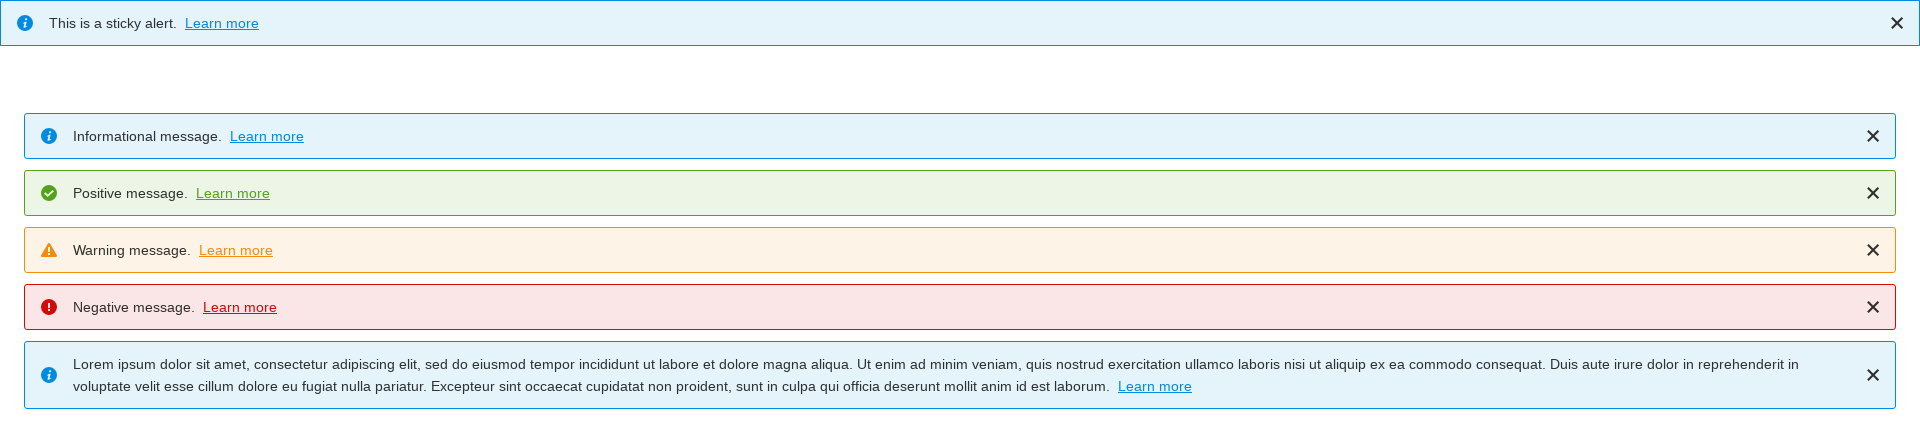 This is a sticky alert. Learn more
Informational message. Learn more
Positive message. Learn more
Warning message. Learn more
Negative message. Learn more
Lorem ipsum dolor sit amet, consectetur adipiscing elit, sed do eiusmod tempor incididunt ut labore et dolore magna aliqua. Ut enim ad minim veniam, quis nostrud exercitation ullamco laboris nisi ut aliquip ex ea commodo consequat. Duis aute irure dolor in reprehenderit in
voluptate velit esse cillum dolore eu fugiat nulla pariatur. Excepteur sint occaecat cupidatat non proident, sunt in culpa qui officia deserunt mollit anim id est laborum. Learn more